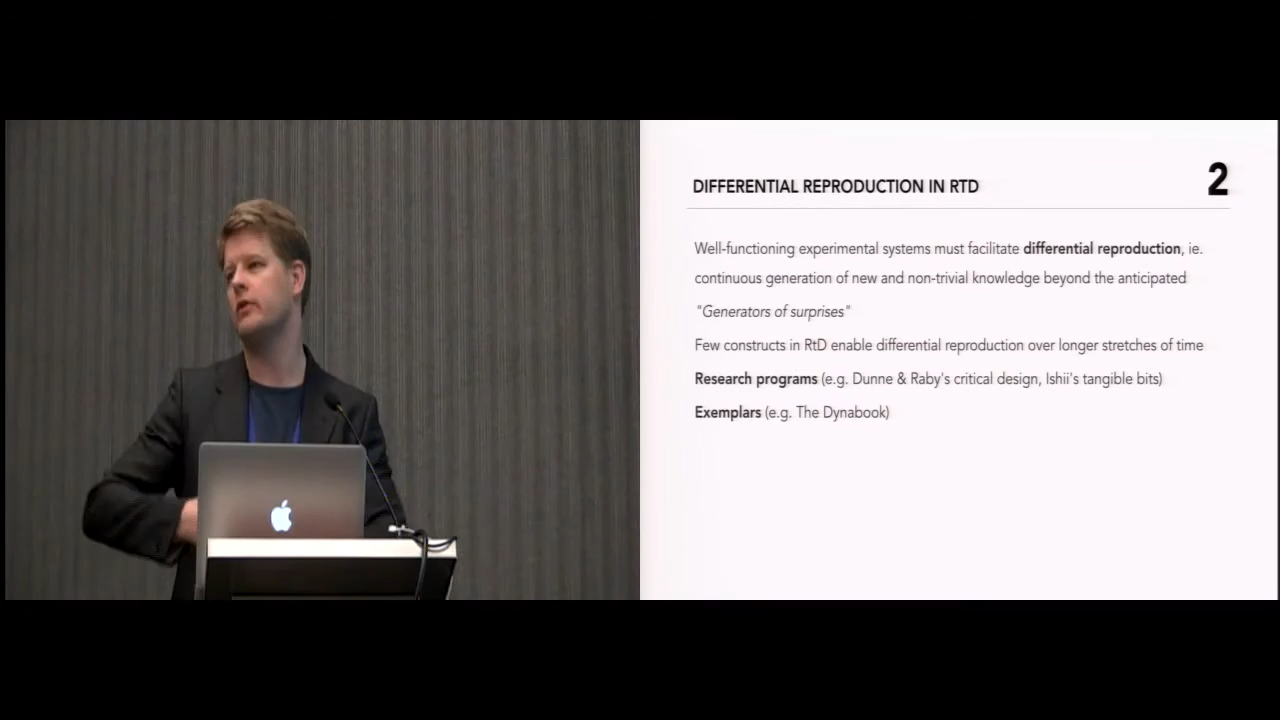 DIFFERENTIAL REPRODUCTION IN RTD
2
Well-functioning experimental systems must facilitate differential reproduction, ie.
continuous generation of new and non-trivial knowledge beyond the anticipated
"Generators of surprises"
Few constructs in RtD enable differential reproduction over longer stretches of time
Research programs (e.g. Dunne & Raby's critical design, Ishii's tangible bits)
Exemplars (e.g. The Dynabook)